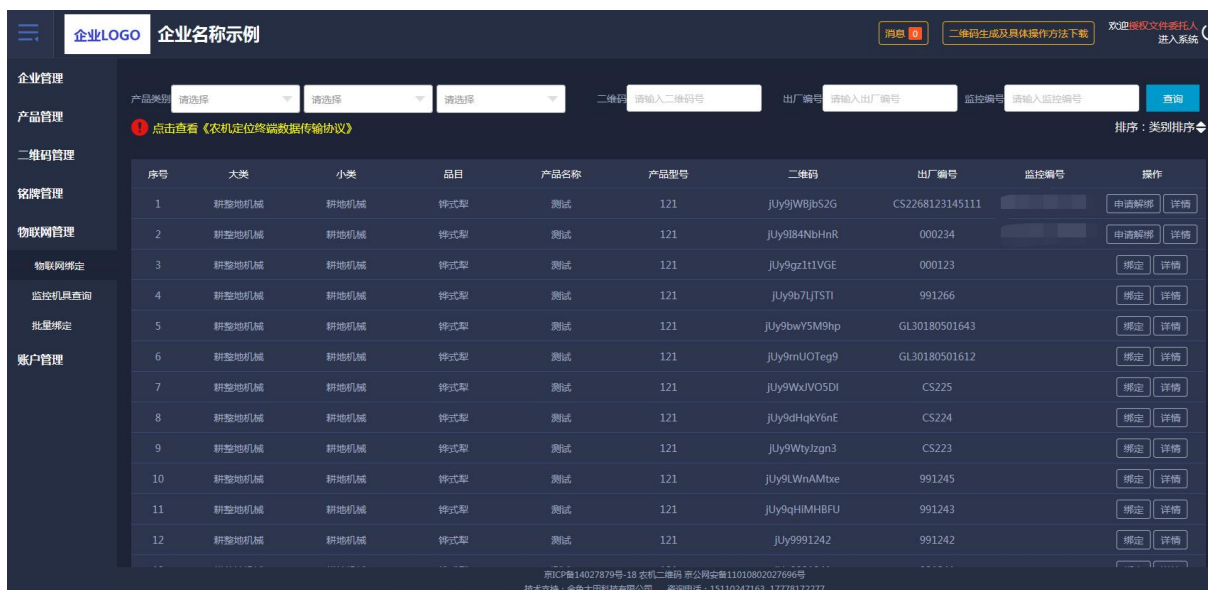 企业LOGO 企业名称示例 消息 0 二维码生成及具体操作方法下载 欢迎授权文件委托人
进入系统
企业管理
产品管理
二维码管理
铭牌管理
物联网管理
物联网绑定
监控机具查询
批量绑定
账户管理
产品类别 请选择 请选择 请选择 二维码 请输入二维码号 出厂编号 请输入出厂编号 监控编号 请输入监控编号 查询
点击查看《农机定位终端数据传输协议》 排序：类别排序
序号 大类 小类 品目 产品名称 产品型号 二维码 出厂编号 监控编号 操作
1 耕整地机械 耕地机械 铧式犁 测试 121 jUy9jWBjbS2G CS2268123145111 申请解绑 详情
2 耕整地机械 耕地机械 铧式犁 测试 121 jUy9I84NbHnR 000234 申请解绑 详情
3 耕整地机械 耕地机械 铧式犁 测试 121 jUy9gz1t1VGE 000123 绑定 详情
4 耕整地机械 耕地机械 铧式犁 测试 121 jUy9b7LjTSTI 991266 绑定 详情
5 耕整地机械 耕地机械 铧式犁 测试 121 jUy9bwY5M9hp GL30180501643 绑定 详情
6 耕整地机械 耕地机械 铧式犁 测试 121 jUy9rnUOTeg9 GL30180501612 绑定 详情
7 耕整地机械 耕地机械 铧式犁 测试 121 jUy9WxJVO5DI CS225 绑定 详情
8 耕整地机械 耕地机械 铧式犁 测试 121 jUy9dHqkY6nE CS224 绑定 详情
9 耕整地机械 耕地机械 铧式犁 测试 121 jUy9WtyJzgn3 CS223 绑定 详情
10 耕整地机械 耕地机械 铧式犁 测试 121 jUy9LWnAMtxe 991245 绑定 详情
11 耕整地机械 耕地机械 铧式犁 测试 121 jUy9qHiMHBFU 991243 绑定 详情
12 耕整地机械 耕地机械 铧式犁 测试 121 jUy9991242 991242 绑定 详情
京ICP备14027879号-18 农机二维码 京公网安备11010802027696号